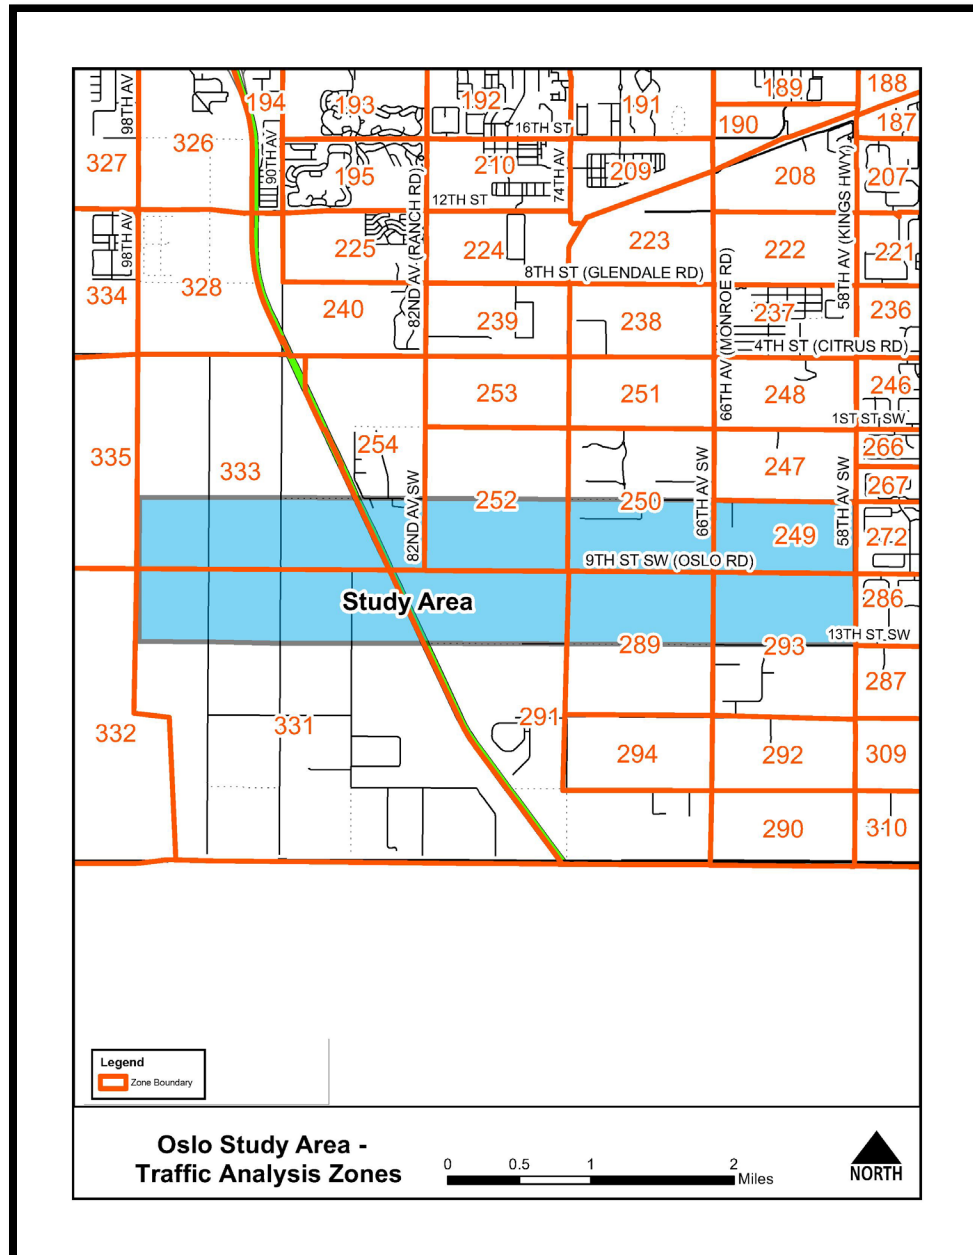 98TH AV
194
193
192
191
189
188
187
190
16TH ST
326
327
90TH AV
195
82ND AV. (RANCH RD)
210
74TH AV
209
208
207
58TH AV (KINGS HWY)
12TH ST
98TH AV
225
224
223
222
221
8TH ST (GLENDALE RD)
334
328
240
239
238
66TH AV (MONROE RD)
237
236
4TH ST (CITRUS RD)
253
251
248
246
1ST ST SW
335
333
254
82ND AV SW
252
250
66TH AV SW
247
58TH AV SW
266
267
249
272
9TH ST SW (OSLO RD)
Study Area
286
13TH ST SW
289
293
287
332
331
291
294
292
309
290
310
Legend
Zone Boundary
Oslo Study Area -
Traffic Analysis Zones
0 0.5 1 2
Miles
NORTH